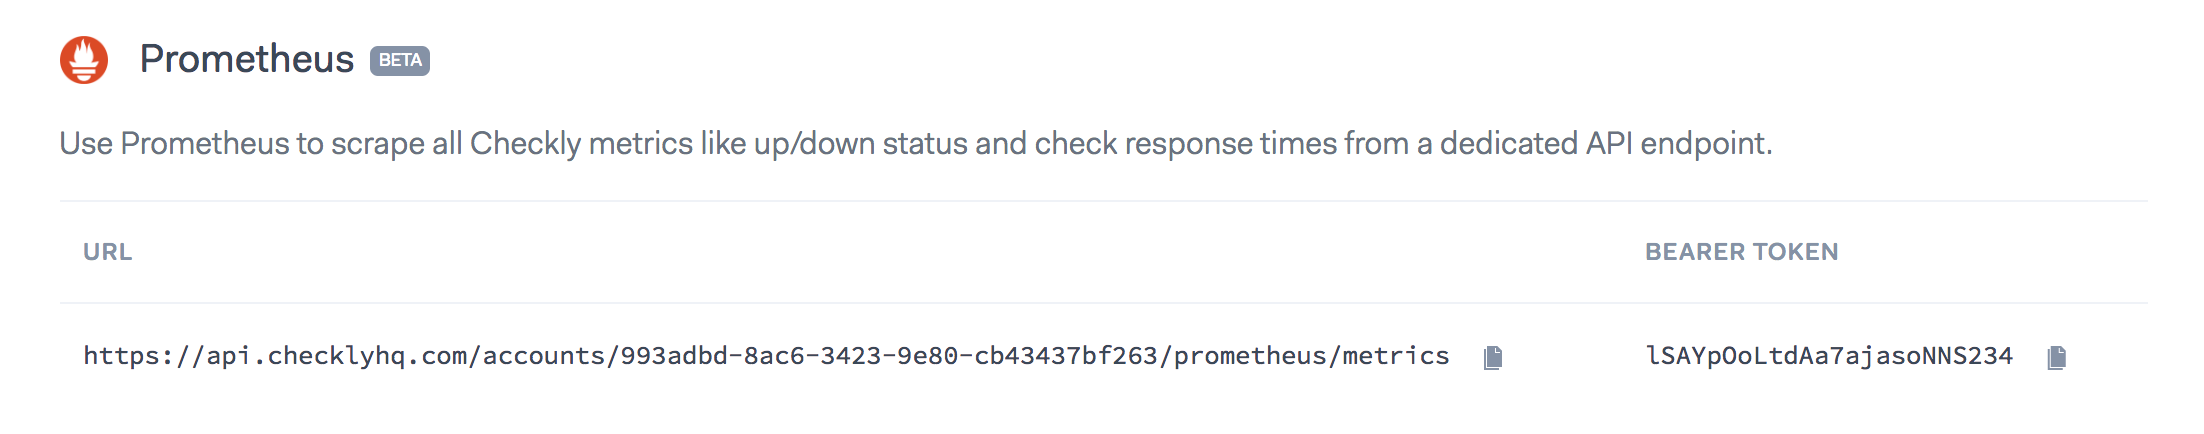 Prometheus BETA
Use Prometheus to scrape all Checkly metrics like up/down status and check response times from a dedicated API endpoint.
URL BEARER TOKEN
https://api.checklyhq.com/accounts/993adbd-8ac6-3423-9e80-cb43437bf263/prometheus/metrics lSAYpOoLtdAa7ajasoNNS234